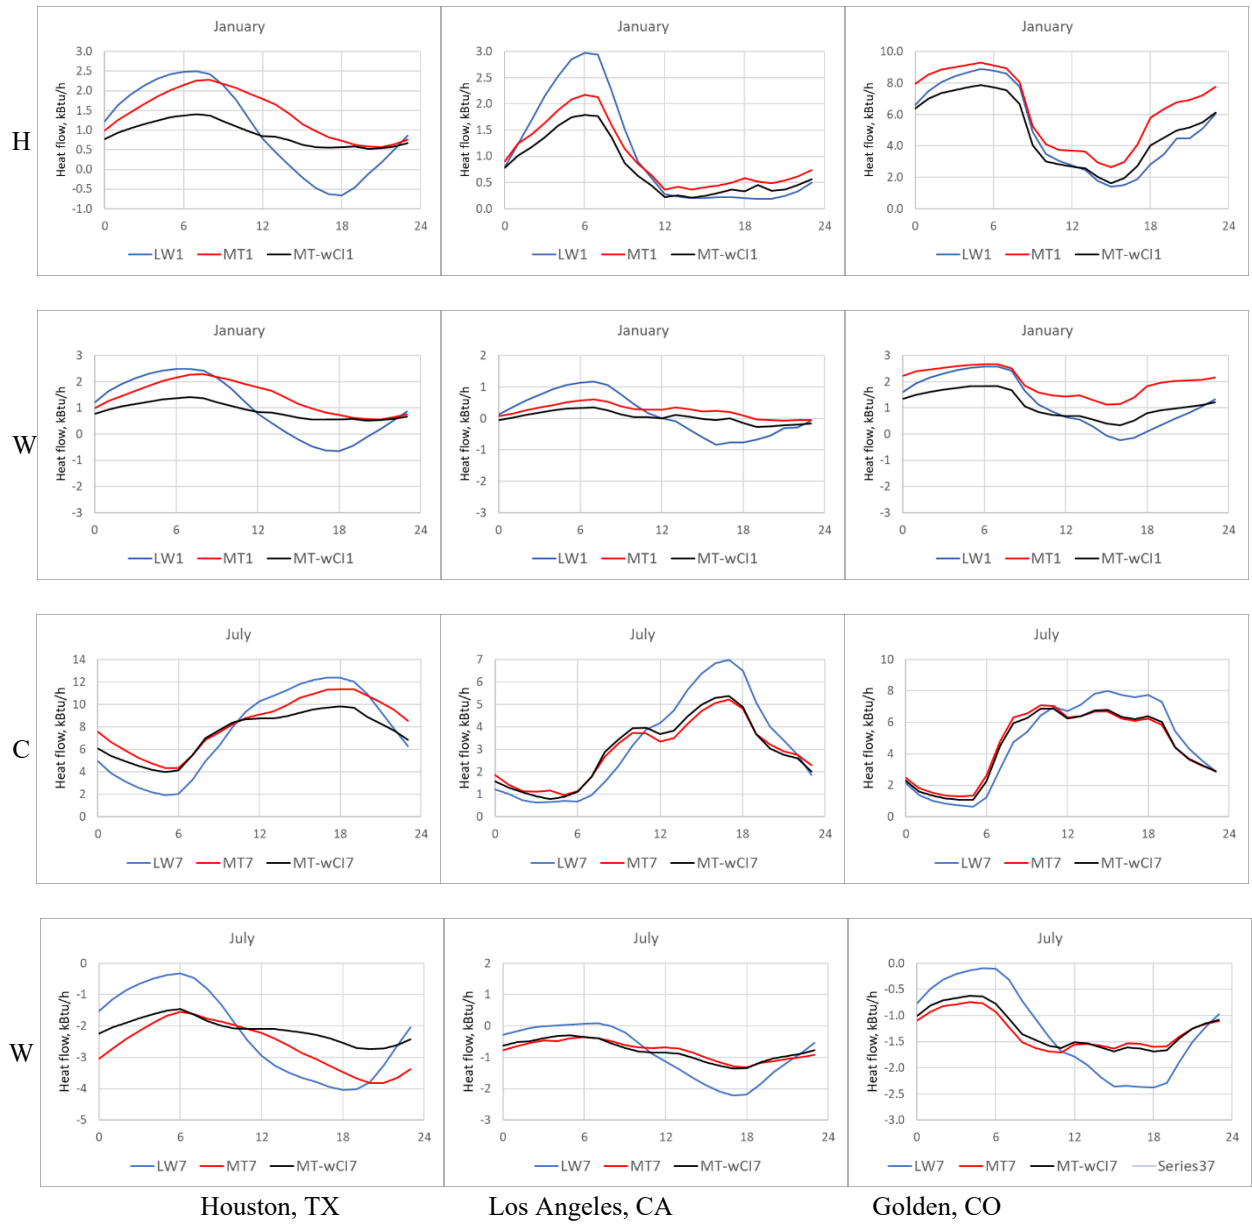 H
January
3.0
2.5
2.0
1.5
1.0
0.5
0.0
-0.5
-1.0
Heat flow, kBtu/h
0 6 12 18 24
LW1 MT1 MT-wCI1
January
3.0
2.5
2.0
1.5
1.0
0.5
0.0
Heat flow, kBtu/h
0 6 12 18 24
LW1 MT1 MT-wCI1
January
10.0
8.0
6.0
4.0
2.0
0.0
Heat flow, kBtu/h
0 6 12 18 24
LW1 MT1 MT-wCI1
W
January
3
2
1
0
-1
-2
-3
Heat flow, kBtu/h
0 6 12 18 24
LW1 MT1 MT-wCI1
January
2
1
0
-1
-2
-3
Heat flow, kBtu/h
0 6 12 18 24
LW1 MT1 MT-wCI1
January
3
2
1
0
-1
-2
-3
Heat flow, kBtu/h
0 6 12 18 24
LW1 MT1 MT-wCI1
C
July
14
12
10
8
6
4
2
0
Heat flow, kBtu/h
0 6 12 18 24
LW7 MT7 MT-wCI7
July
7
6
5
4
3
2
1
0
Heat flow, kBtu/h
0 6 12 18 24
LW7 MT7 MT-wCI7
July
10
8
6
4
2
0
Heat flow, kBtu/h
0 6 12 18 24
LW7 MT7 MT-wCI7
W
July
0
-1
-2
-3
-4
-5
Heat flow, kBtu/h
0 6 12 18 24
LW7 MT7 MT-wCI7
July
2
1
0
-1
-2
-3
Heat flow, kBtu/h
0 6 12 18 24
LW7 MT7 MT-wCI7
July
0.0
-0.5
-1.0
-1.5
-2.0
-2.5
-3.0
Heat flow, kBtu/h
0 6 12 18 24
LW7 MT7 MT-wCI7 Series37
Houston, TX Los Angeles, CA Golden, CO